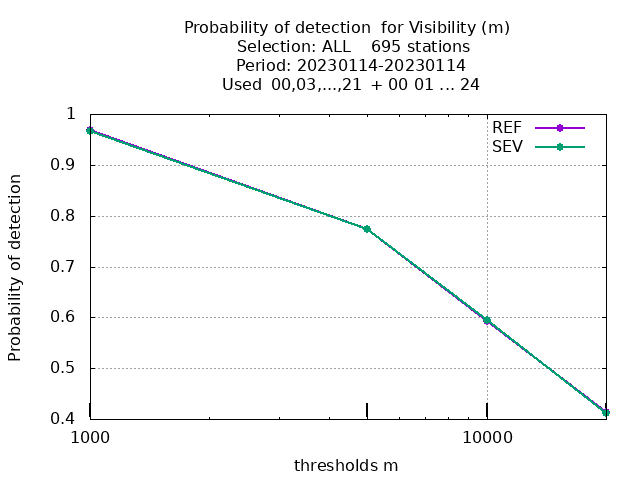 Probability of detection  for Visibility (m)
Selection: ALL    695 stations
Period: 20230114-20230114
Used  00,03,...,21  + 00 01 ... 24
REF
SEV
1
0.9
0.8
0.7
0.6
0.5
0.4
Probability of detection
1000
10000
thresholds m